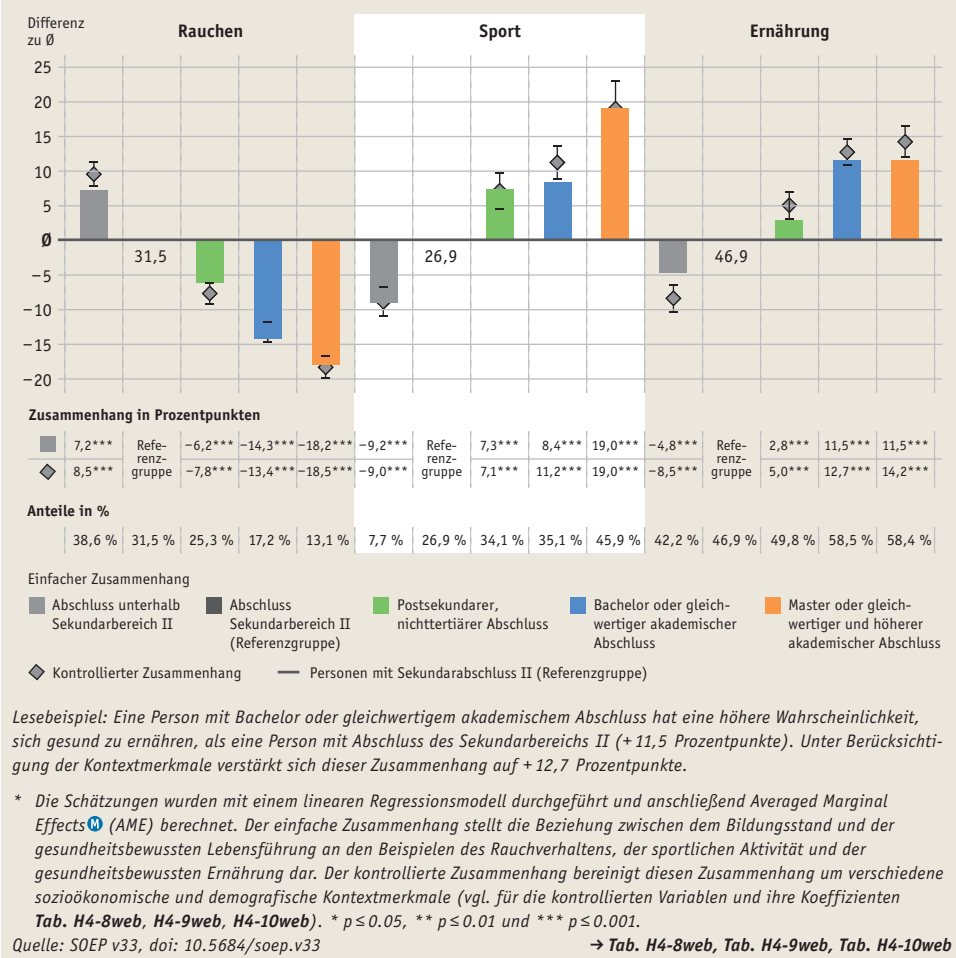 Differenz
zu Ø
Rauchen
Sport
Ernährung
25
20
15
10
5
Ø
−5
−10
−15
−20
31,5
26,9
46,9
Zusammenhang in Prozentpunkten
7,2*** Refe- −6,2*** −14,3*** −18,2*** −9,2*** Refe- 7,3*** 8,4*** 19,0*** −4,8*** Refe- 2,8*** 11,5*** 11,5***
renz- renz- renz-
8,5*** gruppe −7,8*** −13,4*** −18,5*** −9,0*** gruppe 7,1*** 11,2*** 19,0*** −8,5*** gruppe 5,0*** 12,7*** 14,2***
Anteile in %
38,6 % 31,5 % 25,3 % 17,2 % 13,1 % 7,7 % 26,9 % 34,1 % 35,1 % 45,9 % 42,2 % 46,9 % 49,8 % 58,5 % 58,4 %
Einfacher Zusammenhang
Abschluss unterhalb
Sekundarbereich II
Abschluss
Sekundarbereich II
(Referenzgruppe)
Postsekundarer,
nichttertiärer Abschluss
Bachelor oder gleich-
wertiger akademischer
Abschluss
Master oder gleich-
wertiger und höherer
akademischer Abschluss
Kontrollierter Zusammenhang
Personen mit Sekundarabschluss II (Referenzgruppe)
Lesebeispiel: Eine Person mit Bachelor oder gleichwertigem akademischem Abschluss hat eine höhere Wahrscheinlichkeit,
sich gesund zu ernähren, als eine Person mit Abschluss des Sekundarbereichs II (+11,5 Prozentpunkte). Unter Berücksichti-
gung der Kontextmerkmale verstärkt sich dieser Zusammenhang auf +12,7 Prozentpunkte.
* Die Schätzungen wurden mit einem linearen Regressionsmodell durchgeführt und anschließend Averaged Marginal
Effects M (AME) berechnet. Der einfache Zusammenhang stellt die Beziehung zwischen dem Bildungsstand und der
gesundheitsbewussten Lebensführung an den Beispielen des Rauchverhaltens, der sportlichen Aktivität und der
gesundheitsbewussten Ernährung dar. Der kontrollierte Zusammenhang bereinigt diesen Zusammenhang um verschiedene
sozioökonomische und demografische Kontextmerkmale (vgl. für die kontrollierten Variablen und ihre Koeffizienten
Tab. H4-8web, H4-9web, H4-10web). * p≤0.05, ** p≤0.01 und *** p≤0.001.
Quelle: SOEP v33, doi: 10.5684/soep.v33
→ Tab. H4-8web, Tab. H4-9web, Tab. H4-10web